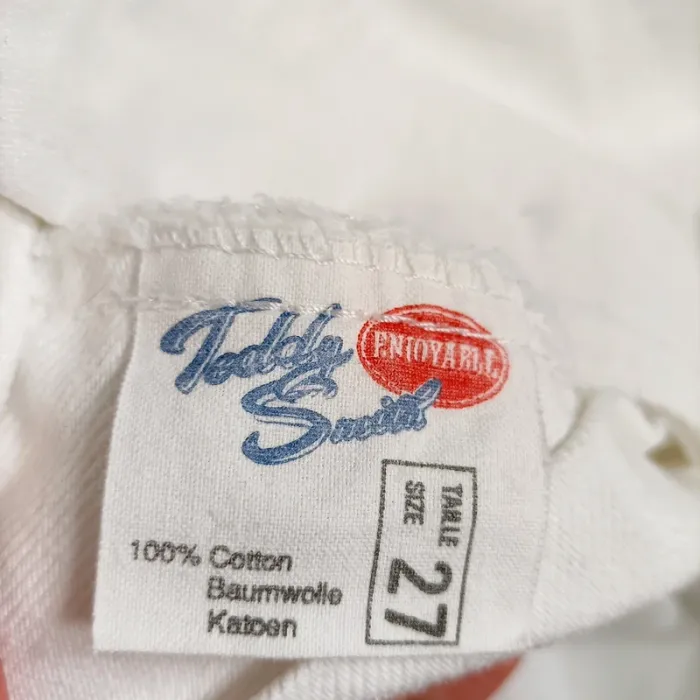 Teddy
Smith
ENJOYABLE
TAILLE
SIZE
27
100% Cotton
Baumwolle
Katoen